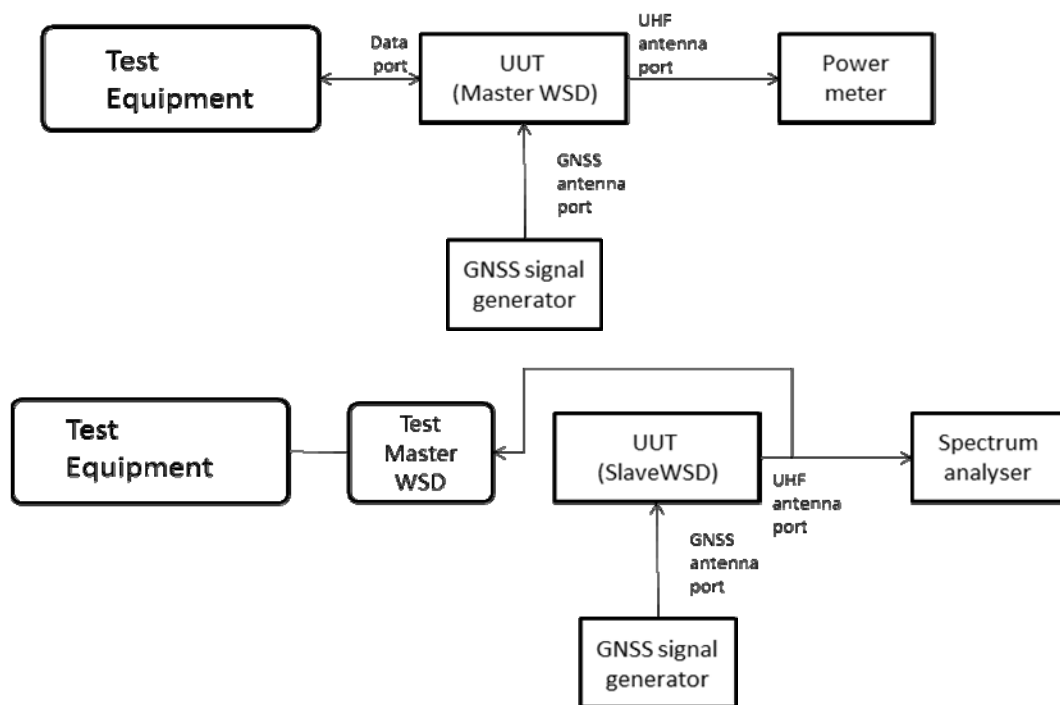 Test
Equipment
Data
port
UUT
(Master WSD)
UHF
antenna
port
Power
meter
GNSS
antenna
port
GNSS signal
generator
Test
Equipment
Test
Master
WSD
UUT
(SlaveWSD)
UHF
antenna
port
Spectrum
analyser
GNSS
antenna
port
GNSS signal
generator